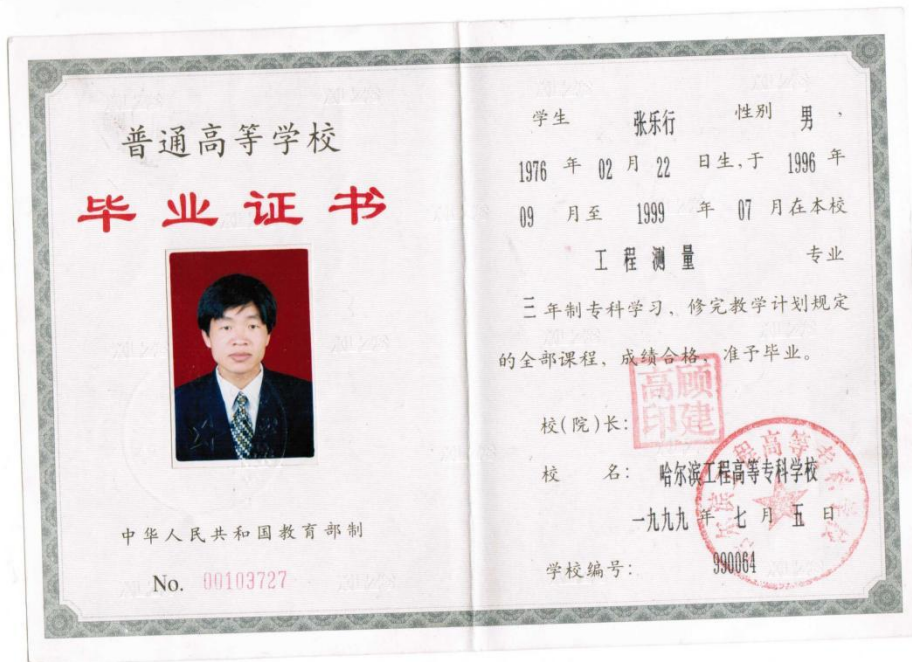 普通高等学校
毕业证书
中华人民共和国教育部制
No. 00103727
学生 张乐行 性别 男,
1976 年 02 月 22 日生,于 1996 年
09 月至 1999 年 07 月在本校
工程测量 专业
三年制专科学习、修完教学计划规定
的全部课程,成绩合格,准予毕业。
校(院)长:
顾建高印
校 名: 哈尔滨工程高等专科学校
一九九九 年 七 月 五 日
学校编号: 990064